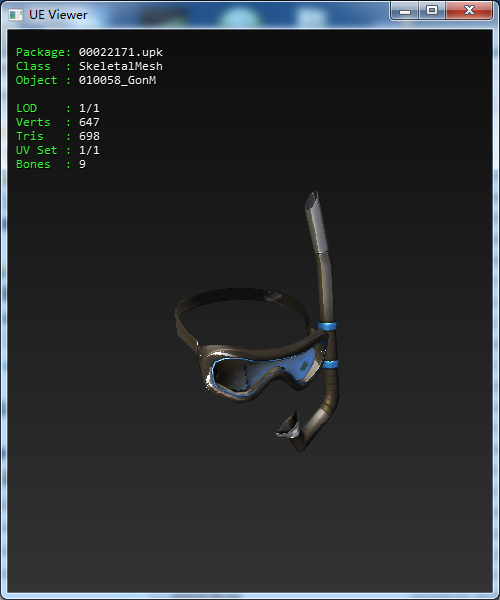 UE Viewer
Package: 00022171.upk
Class : SkeletalMesh
Object : 010058_GonM
LOD : 1/1
Verts : 647
Tris : 698
UV Set : 1/1
Bones : 9